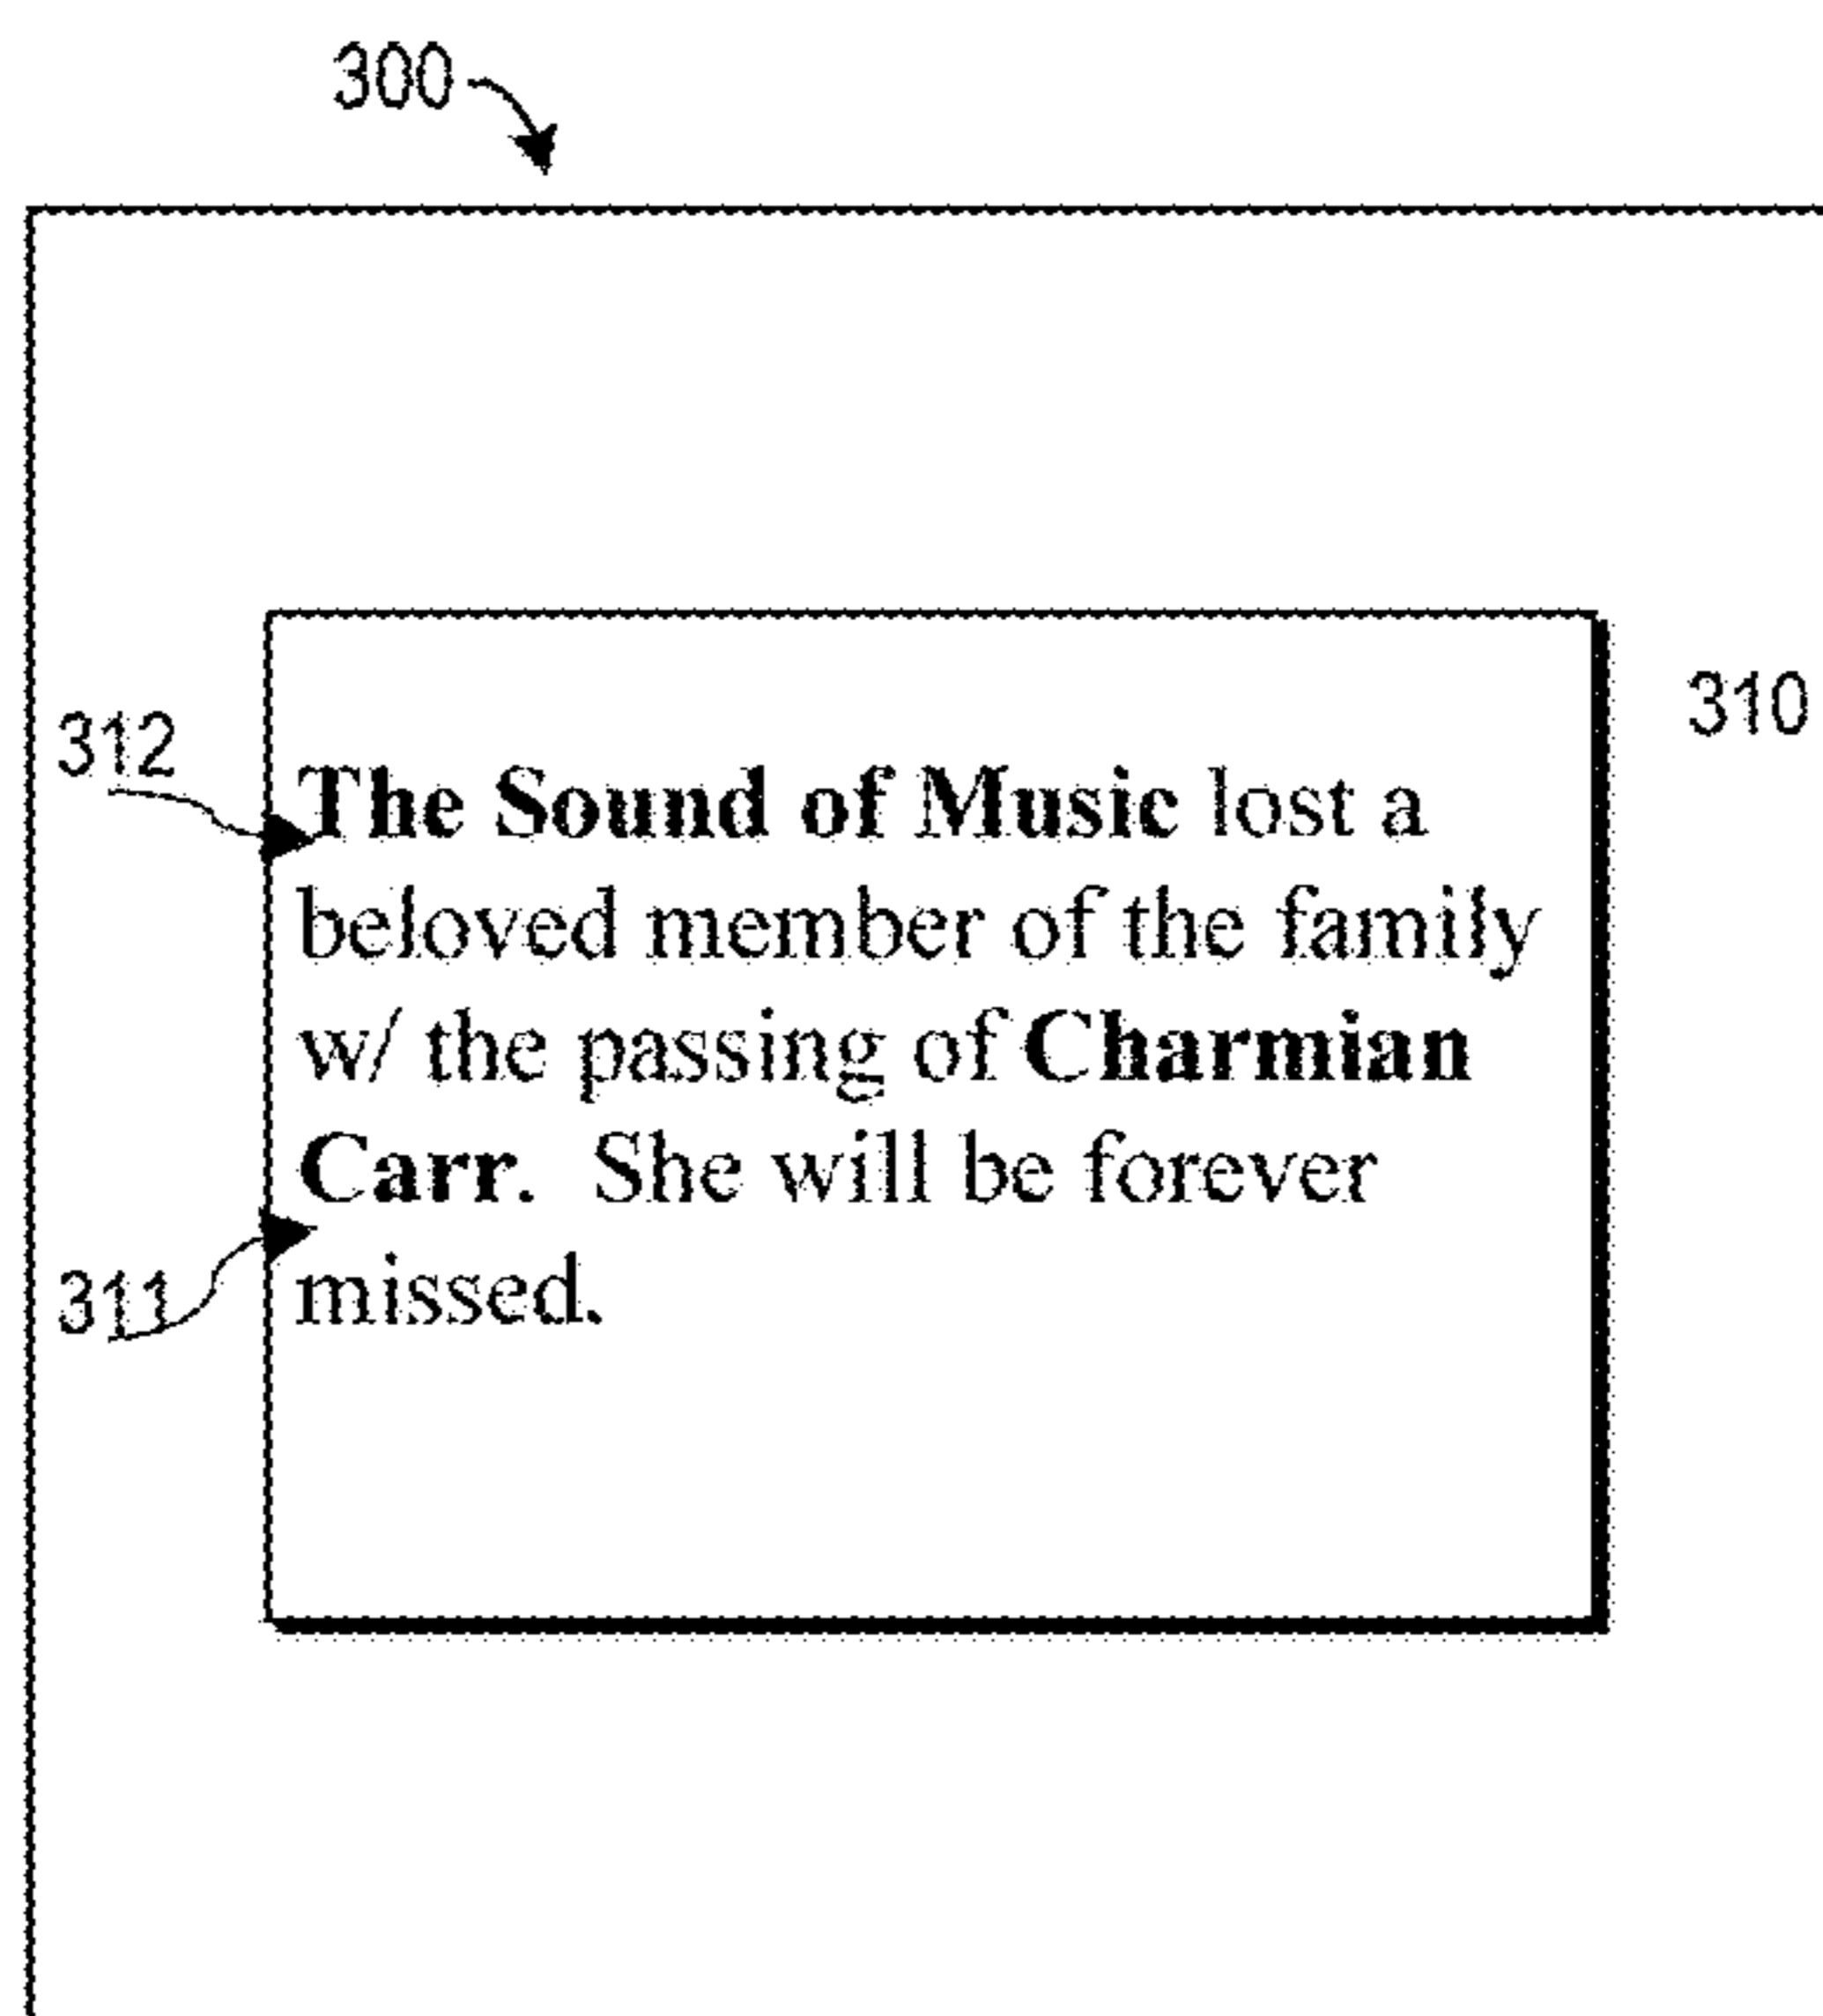 300
310
312
The Sound of Music lost a
beloved member of the family
w/ the passing of Charmian
Carr.  She will be forever
missed.
311